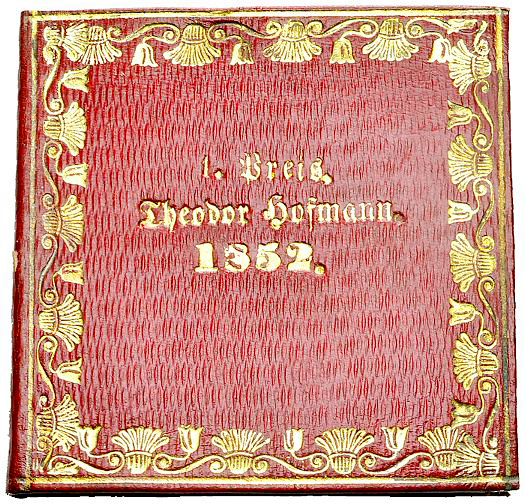 1. Preis.
Theodor Hofmann.
1852.